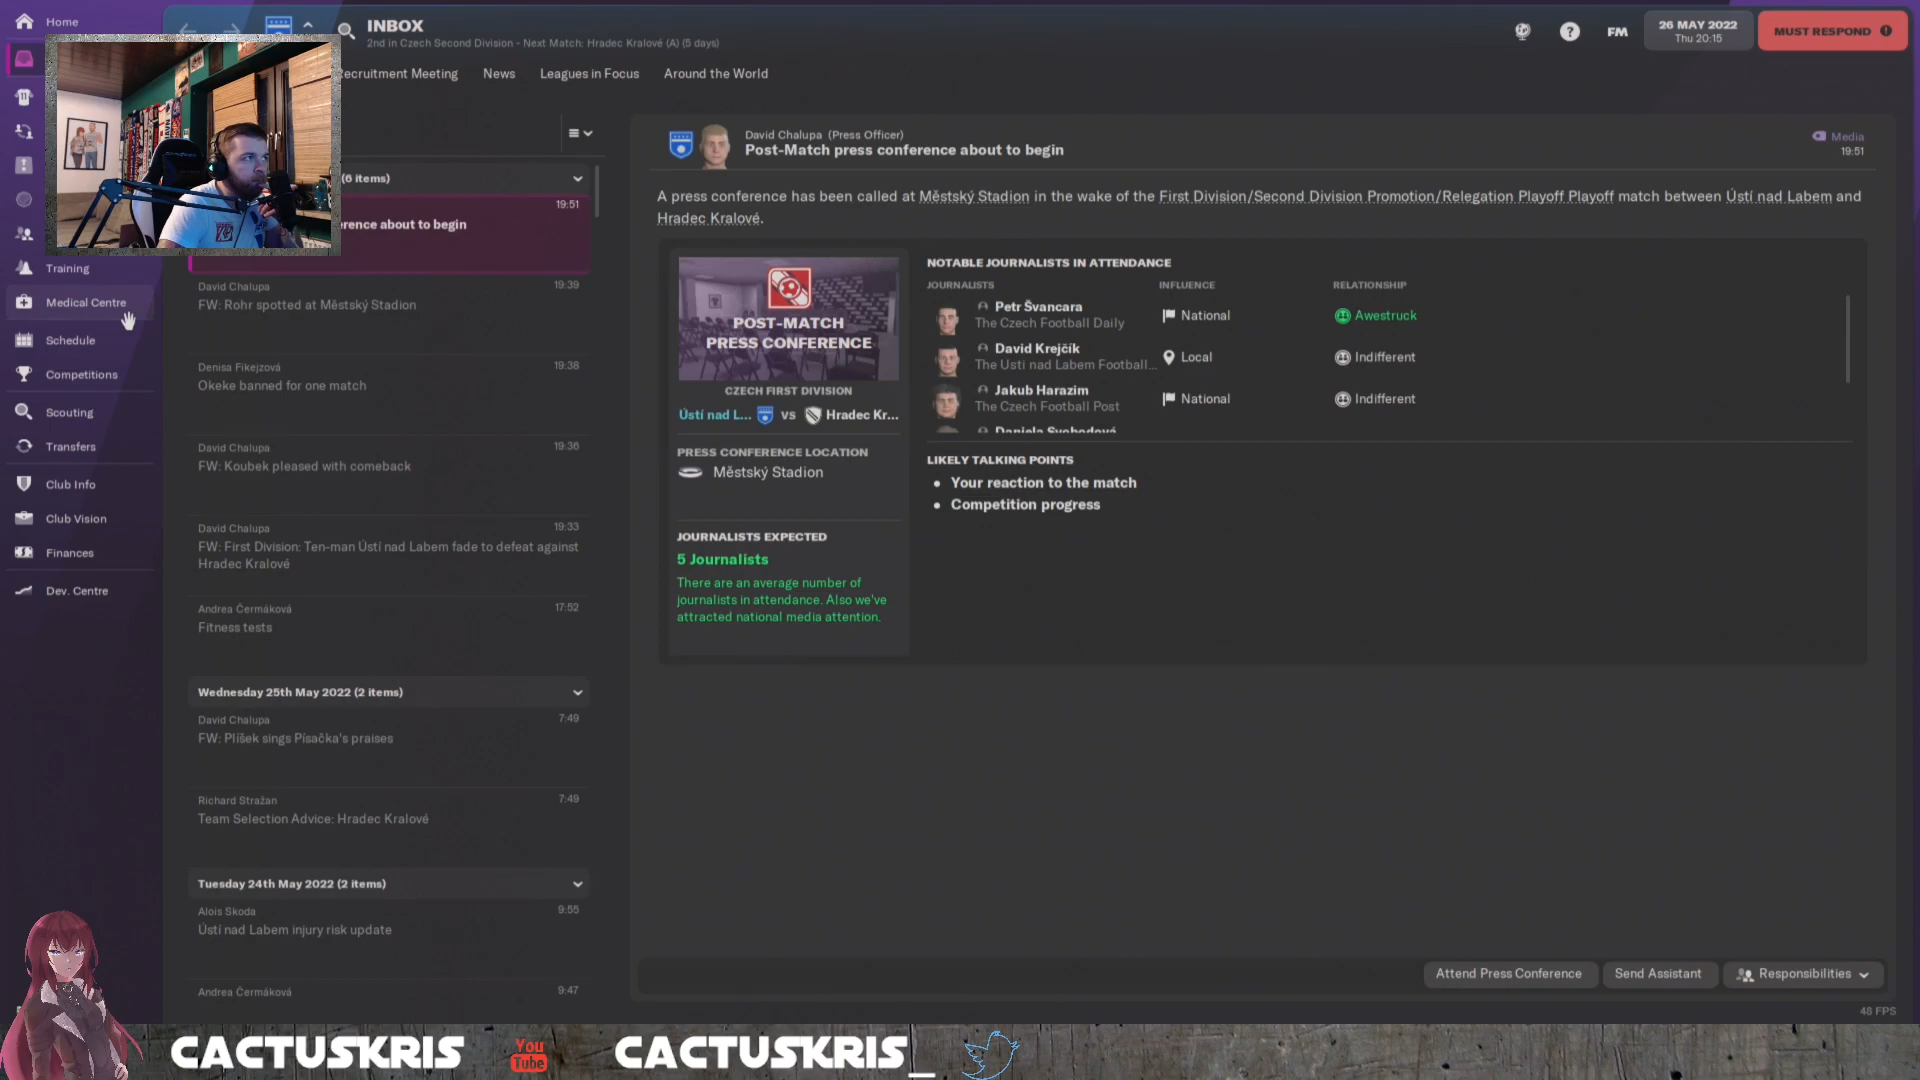 Home
INBOX
2nd in Czech Second Division - Next Match: Hradec Kralové (A) (5 days)
FM
26 MAY 2022
Thu 20:15
MUST RESPOND
Recruitment Meeting
News
Leagues in Focus
Around the World
Training
Medical Centre
Schedule
Competitions
Scouting
Transfers
Club Info
Club Vision
Finances
Dev. Centre
(6 items)
19:51
erence about to begin
David Chalupa
19:39
FW: Rohr spotted at Městský Stadion
Denisa Fikejzová
19:38
Okeke banned for one match
David Chalupa
19:36
FW: Koubek pleased with comeback
David Chalupa
19:33
FW: First Division: Ten-man Ústí nad Labem fade to defeat against
Hradec Kralové
Andrea Čermáková
17:52
Fitness tests
Wednesday 25th May 2022 (2 items)
David Chalupa
7:49
FW: Plíšek sings Písačka's praises
Richard Stražan
7:49
Team Selection Advice: Hradec Kralové
Tuesday 24th May 2022 (2 items)
Alois Skoda
9:55
Ústí nad Labem injury risk update
Andrea Čermáková
9:47
David Chalupa (Press Officer)
Post-Match press conference about to begin
Media
19:51
A press conference has been called at Městský Stadion in the wake of the First Division/Second Division Promotion/Relegation Playoff Playoff match between Ústí nad Labem and
Hradec Kralové.
POST-MATCH
PRESS CONFERENCE
CZECH FIRST DIVISION
Ústí nad L... vs Hradec Kr...
PRESS CONFERENCE LOCATION
Městský Stadion
JOURNALISTS EXPECTED
5 Journalists
There are an average number of
journalists in attendance. Also we've
attracted national media attention.
NOTABLE JOURNALISTS IN ATTENDANCE
JOURNALISTS
INFLUENCE
RELATIONSHIP
Petr Švancara
The Czech Football Daily
National
Awestruck
David Krejčík
The Ústí nad Labem Football...
Local
Indifferent
Jakub Harazim
The Czech Football Post
National
Indifferent
Daniela Svobodová
LIKELY TALKING POINTS
• Your reaction to the match
• Competition progress
Attend Press Conference
Send Assistant
Responsibilities
48 FPS
CACTUSKRIS
You
Tube
CACTUSKRIS_